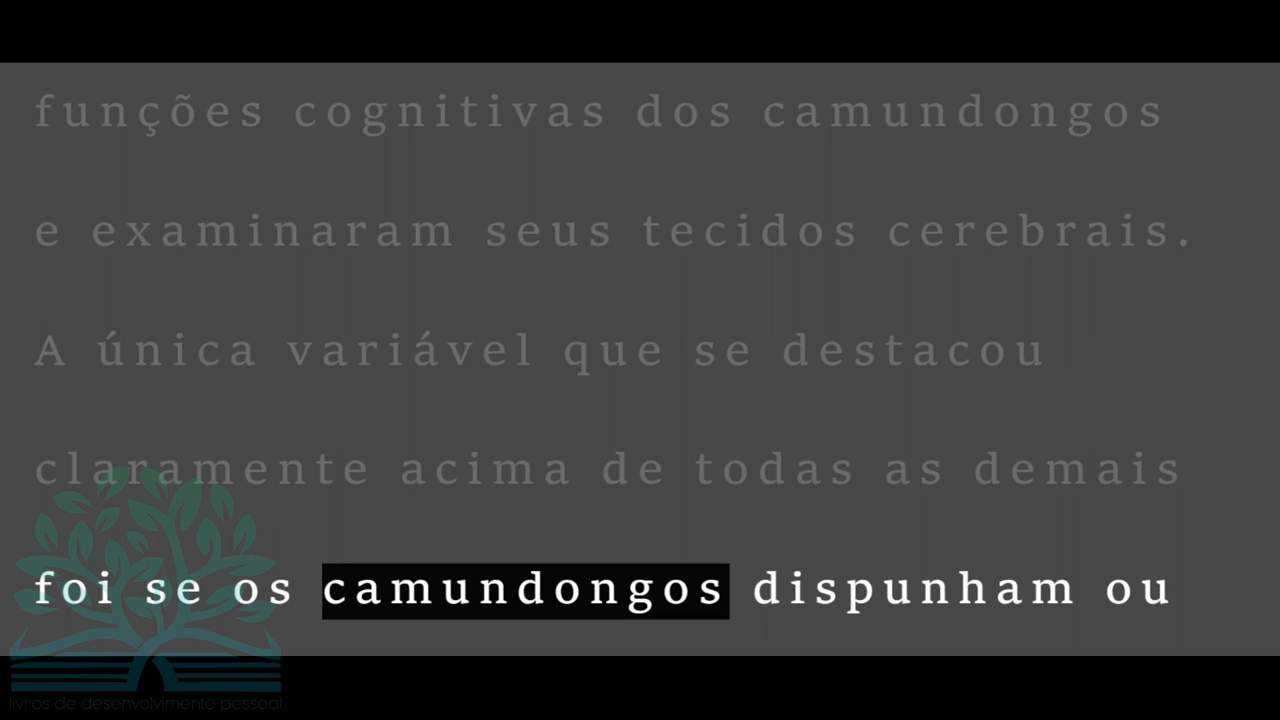 funções cognitivas dos camundongos
e examinaram seus tecidos cerebrais.
A única variável que se destacou
claramente acima de todas as demais
foi se os camundongos dispunham ou
livros de desenvolvimento pessoal